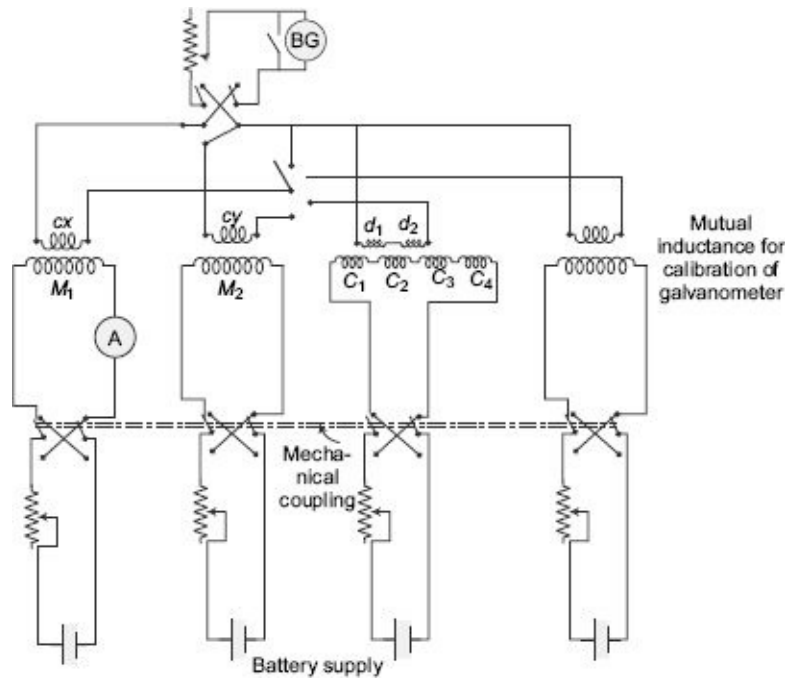 BG
cx
cy
d1
d2
Mutual
inductance for
calibration of
galvanometer
M1
M2
C1
C2
C3
C4
A
Mecha-
nical
coupling
Battery supply